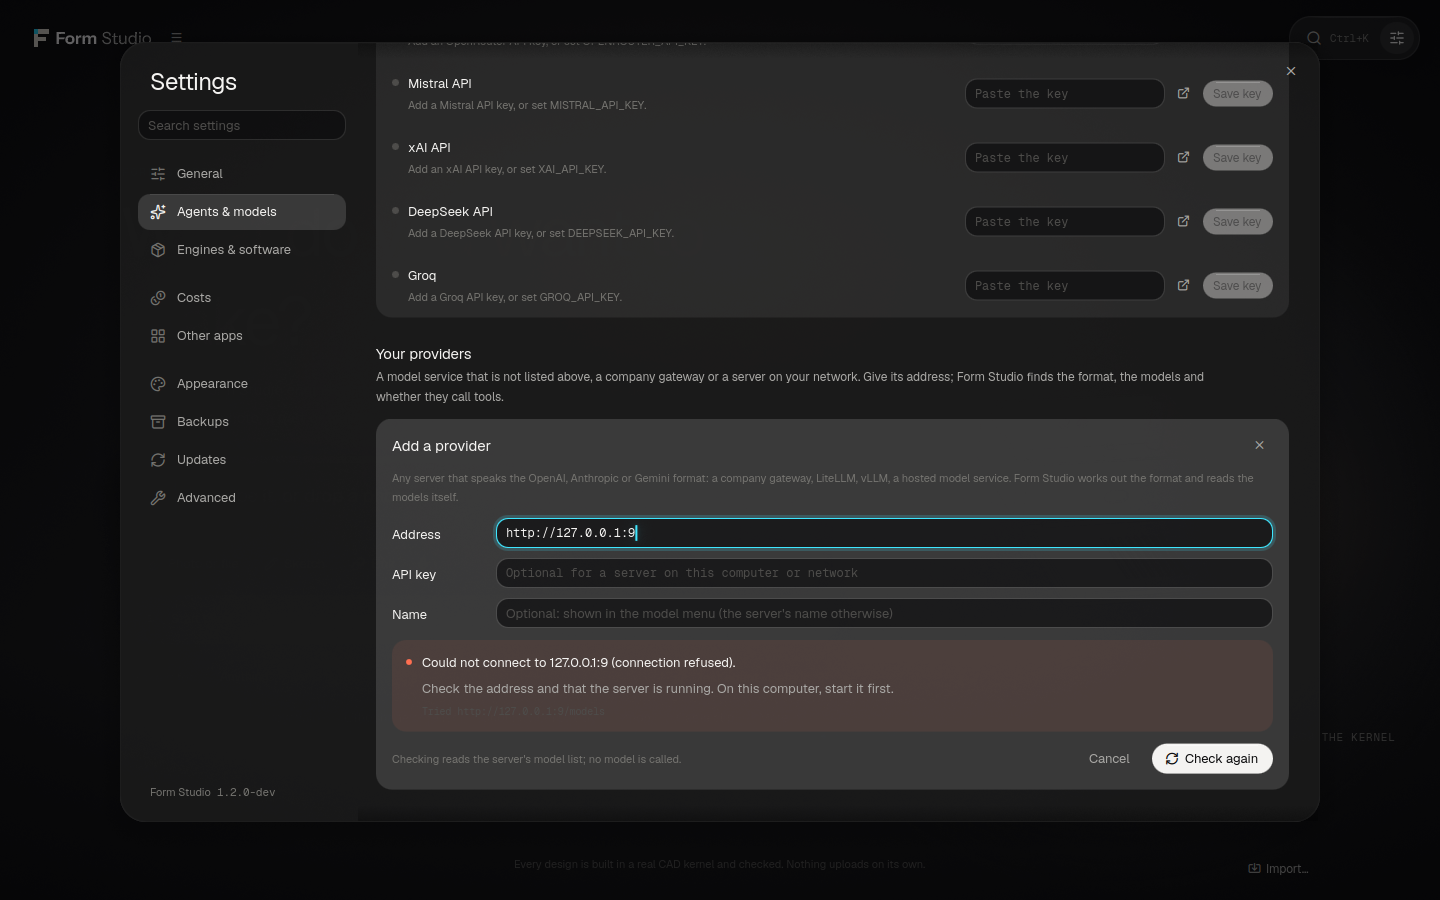 Form Studio
Ctrl+K
Settings
Search settings
General
Agents & models
Engines & software
Costs
Other apps
Appearance
Backups
Updates
Advanced
Form Studio 1.2.0-dev
Mistral API
Add a Mistral API key, or set MISTRAL_API_KEY.
Paste the key
Save key
xAI API
Add an xAI API key, or set XAI_API_KEY.
Paste the key
Save key
DeepSeek API
Add a DeepSeek API key, or set DEEPSEEK_API_KEY.
Paste the key
Save key
Groq
Add a Groq API key, or set GROQ_API_KEY.
Paste the key
Save key
Your providers
A model service that is not listed above, a company gateway or a server on your network. Give its address; Form Studio finds the format, the models and
whether they call tools.
Add a provider
Any server that speaks the OpenAI, Anthropic or Gemini format: a company gateway, LiteLLM, vLLM, a hosted model service. Form Studio works out the format and reads the
models itself.
Address
http://127.0.0.1:9
API key
Optional for a server on this computer or network
Name
Optional: shown in the model menu (the server's name otherwise)
Could not connect to 127.0.0.1:9 (connection refused).
Check the address and that the server is running. On this computer, start it first.
Tried http://127.0.0.1:9/models
Checking reads the server's model list; no model is called.
Cancel
Check again
THE KERNEL
Every design is built in a real CAD kernel and checked. Nothing uploads on its own.
Import…